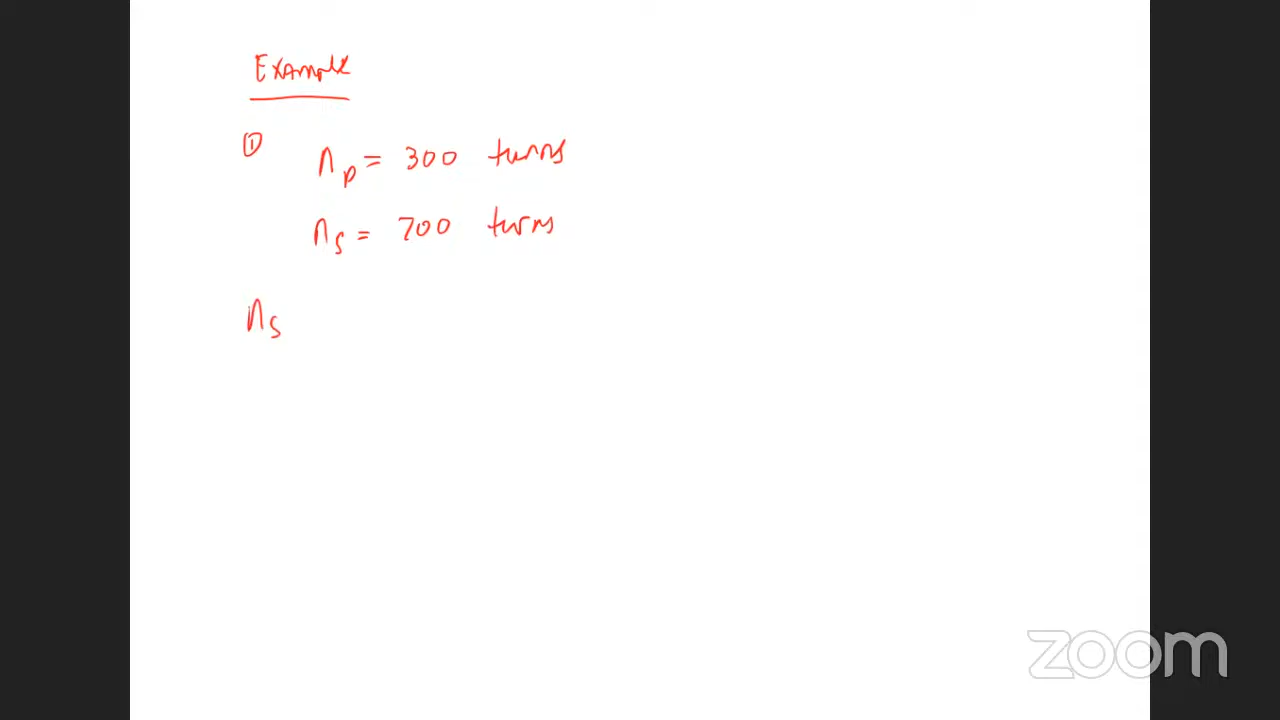 Example
① np = 300 turns
ns = 700 turns
ns
zoom